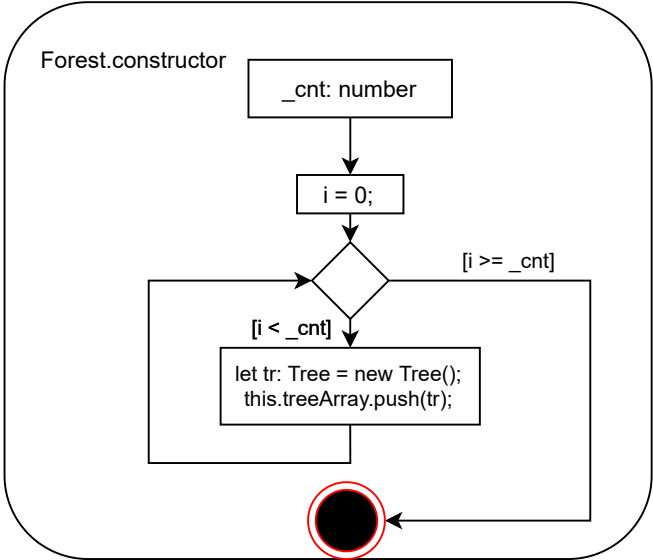 Forest.constructor
_cnt: number
i = 0;
[i >= _cnt]
[i < _cnt]
let tr: Tree = new Tree();
this.treeArray.push(tr);